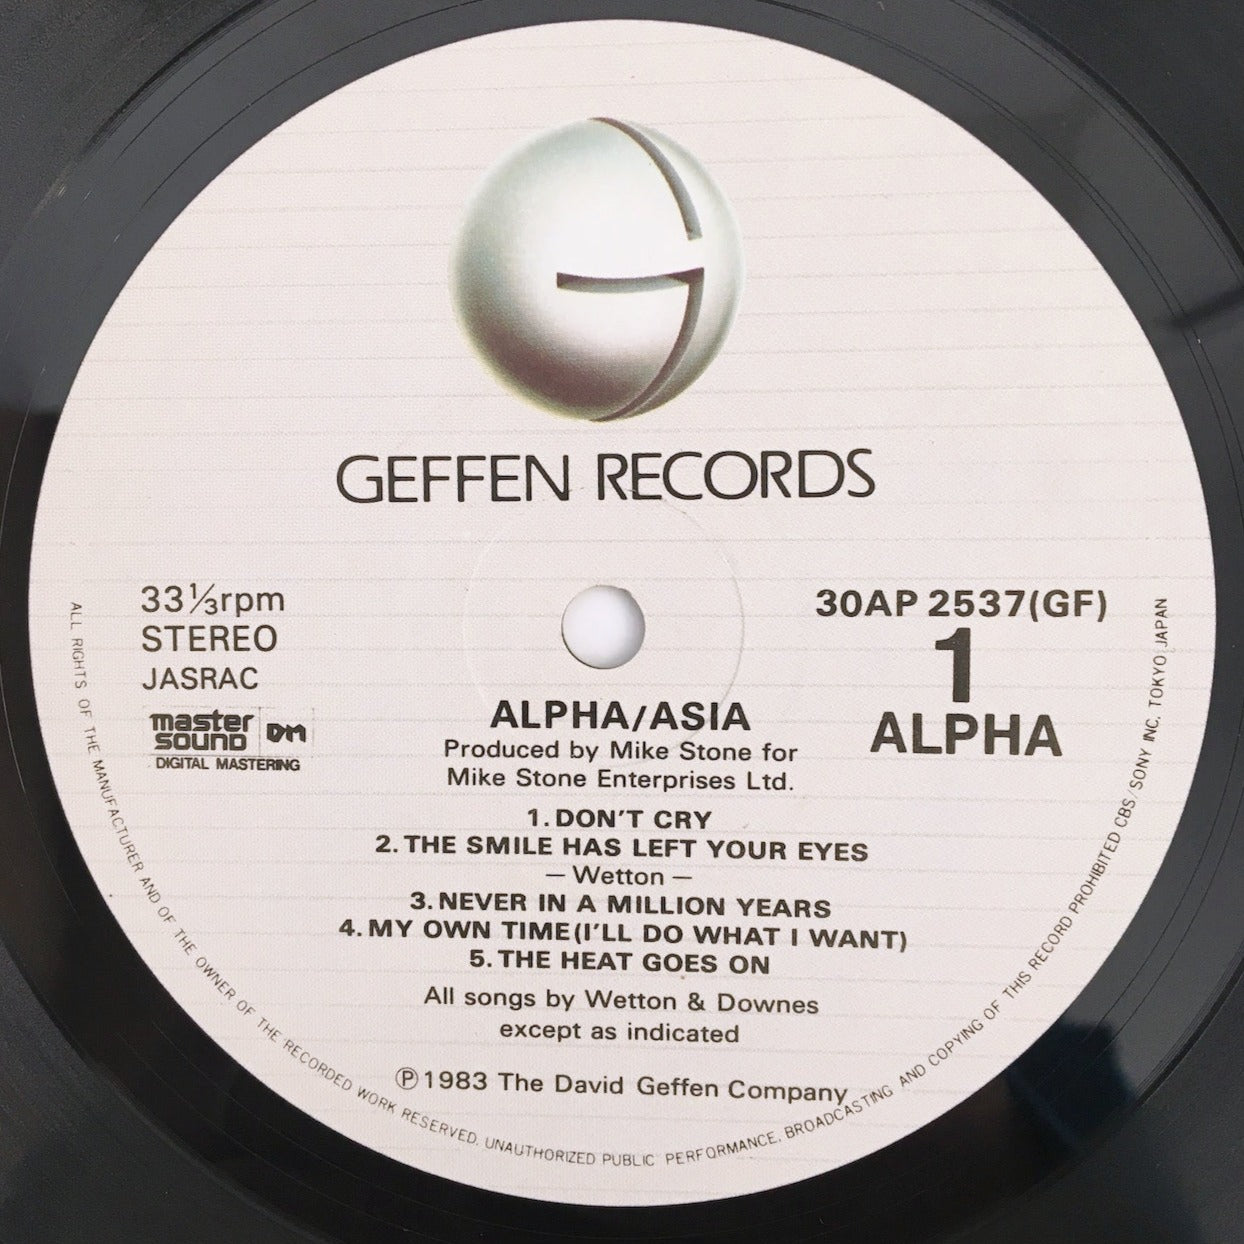 GEFFEN RECORDS
33⅓rpm
STEREO
JASRAC
master
sound DM
DIGITAL MASTERING
30AP 2537(GF)
1
ALPHA
ALPHA/ASIA
Produced by Mike Stone for
Mike Stone Enterprises Ltd.
1. DON'T CRY
2. THE SMILE HAS LEFT YOUR EYES
— Wetton —
3. NEVER IN A MILLION YEARS
4. MY OWN TIME (I'LL DO WHAT I WANT)
5. THE HEAT GOES ON
All songs by Wetton & Downes
except as indicated
Ⓟ1983 The David Geffen Company
ALL RIGHTS OF THE MANUFACTURER AND OF THE OWNER OF THE RECORDED WORK RESERVED. UNAUTHORIZED PUBLIC PERFORMANCE, BROADCASTING AND COPYING OF THIS RECORD PROHIBITED CBS/SONY INC. TOKYO JAPAN